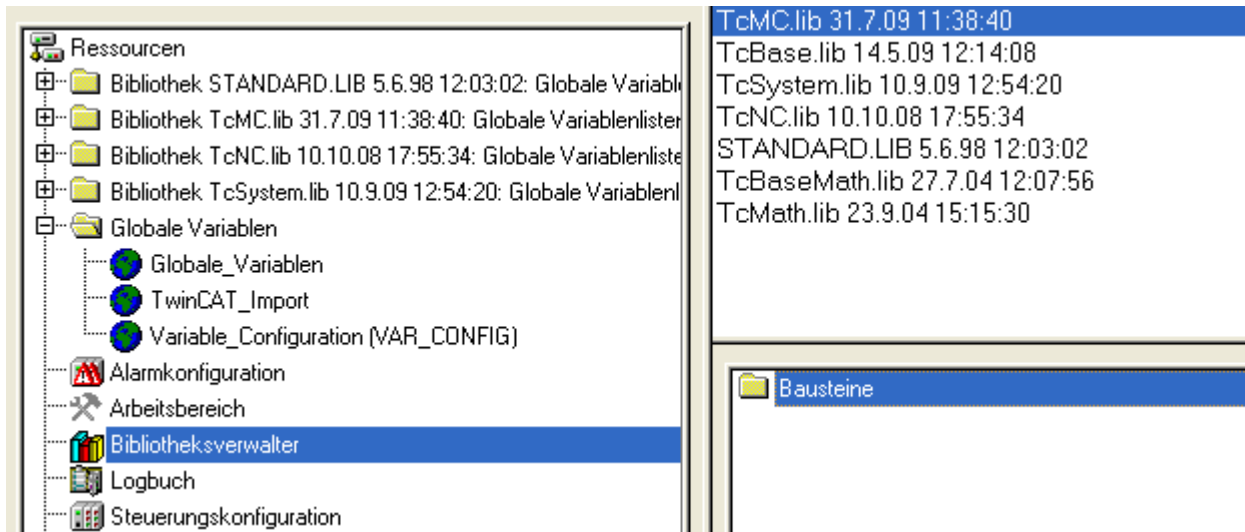 Ressourcen
Bibliothek STANDARD.LIB 5.6.98 12:03:02: Globale Variabl
Bibliothek TcMC.lib 31.7.09 11:38:40: Globale Variablenlister
Bibliothek TcNC.lib 10.10.08 17:55:34: Globale Variablenliste
Bibliothek TcSystem.lib 10.9.09 12:54:20: Globale Variablenl
Globale Variablen
Globale_Variablen
TwinCAT_Import
Variable_Configuration (VAR_CONFIG)
Alarmkonfiguration
Arbeitsbereich
Bibliotheksverwalter
Logbuch
Steuerungskonfiguration
TcMC.lib 31.7.09 11:38:40
TcBase.lib 14.5.09 12:14:08
TcSystem.lib 10.9.09 12:54:20
TcNC.lib 10.10.08 17:55:34
STANDARD.LIB 5.6.98 12:03:02
TcBaseMath.lib 27.7.04 12:07:56
TcMath.lib 23.9.04 15:15:30
Bausteine